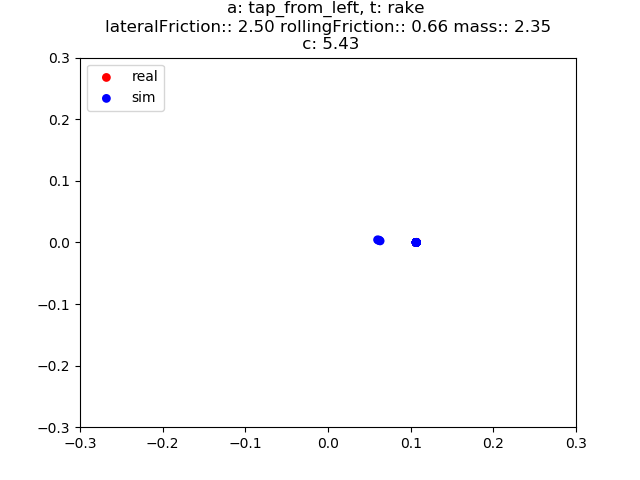 a: tap_from_left, t: rake
lateralFriction:: 2.50 rollingFriction:: 0.66 mass:: 2.35
c: 5.43
real
sim
0.3
0.2
0.1
0.0
−0.1
−0.2
−0.3
−0.3 −0.2 −0.1 0.0 0.1 0.2 0.3